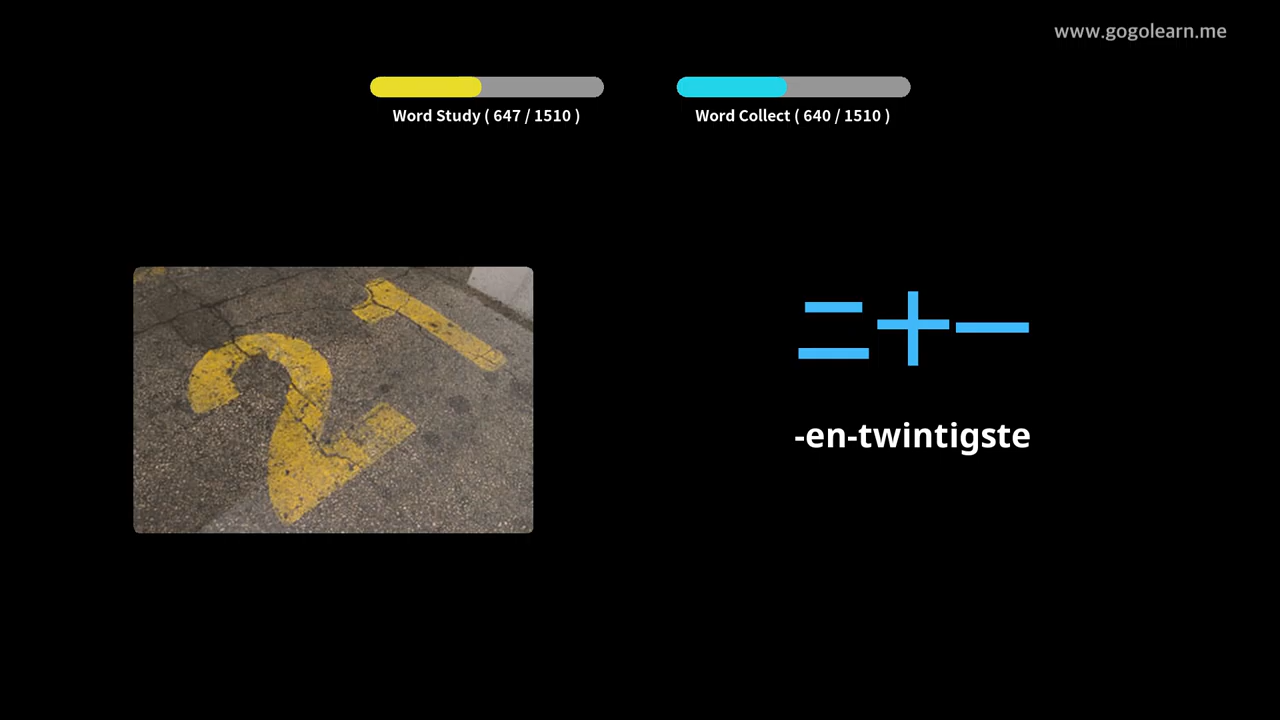 www.gogolearn.me
Word Study ( 647 / 1510 )
Word Collect ( 640 / 1510 )
21
二十一
-en-twintigste